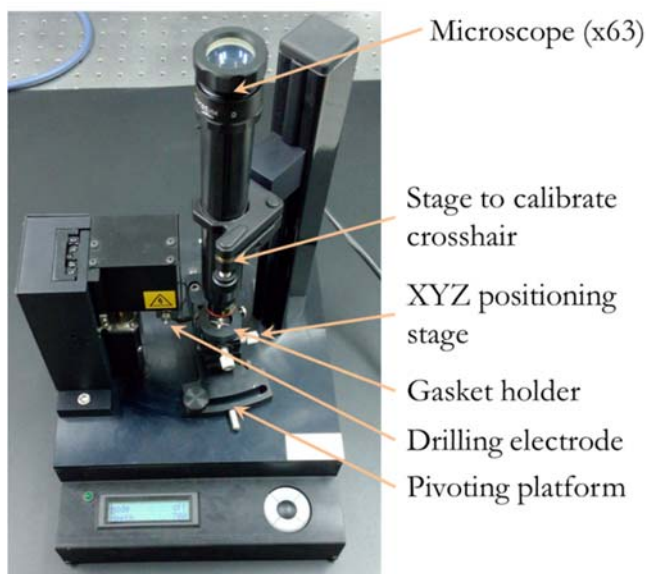 Microscope (x63)
Stage to calibrate
crosshair
XYZ positioning
stage
Gasket holder
Drilling electrode
Pivoting platform